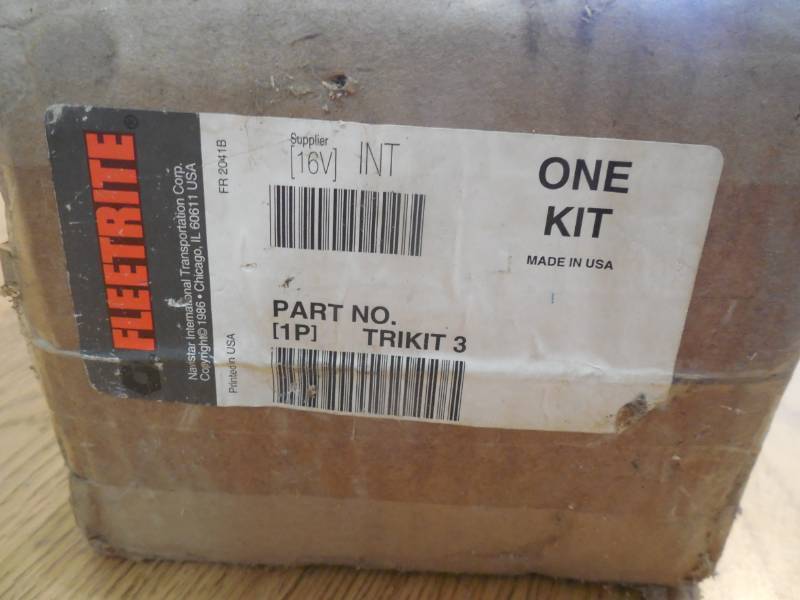 FLEETRITE®
Navistar International Transportation Corp.
Copyright© 1986 • Chicago, IL 60611 USA
FR 2041B
Printed in USA
Supplier
[16V] INT
ONE
KIT
MADE IN USA
PART NO.
[1P] TRIKIT 3